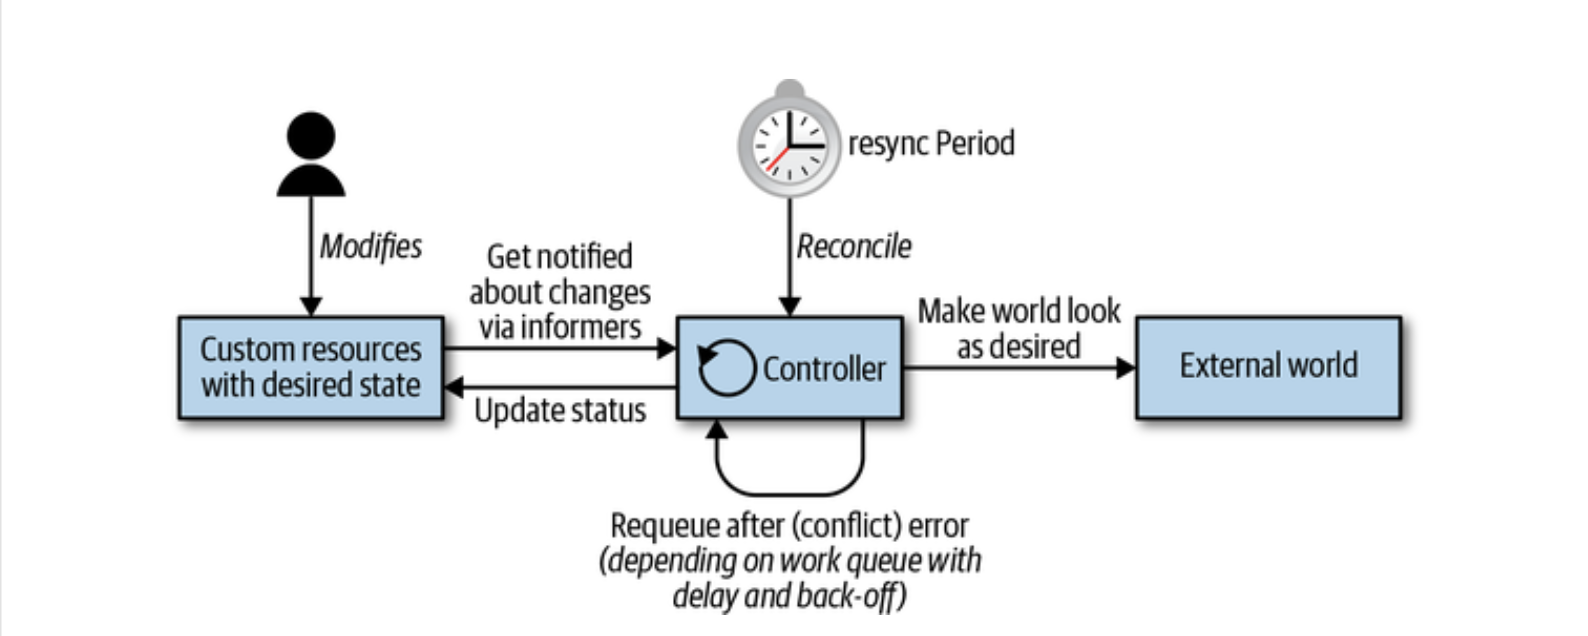 resync Period
Modifies
Reconcile
Get notified
about changes
via informers
Make world look
as desired
Custom resources
with desired state
Controller
External world
Update status
Requeue after (conflict) error
(depending on work queue with
delay and back-off)